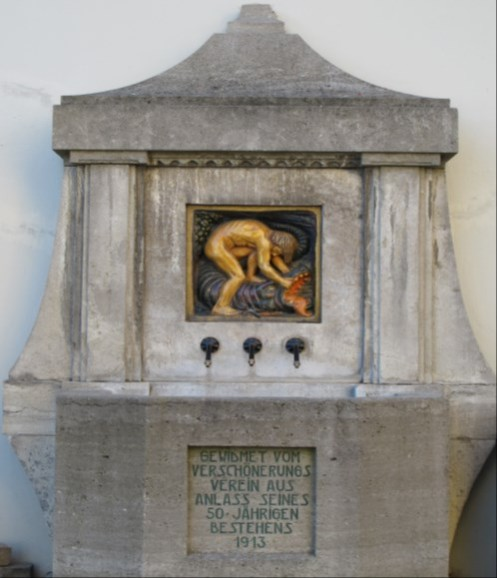 GEWIDMET VOM
VERSCHÖNERUNGS
VEREIN AUS
ANLASS SEINES
50-JÄHRIGEN
BESTEHENS
1913